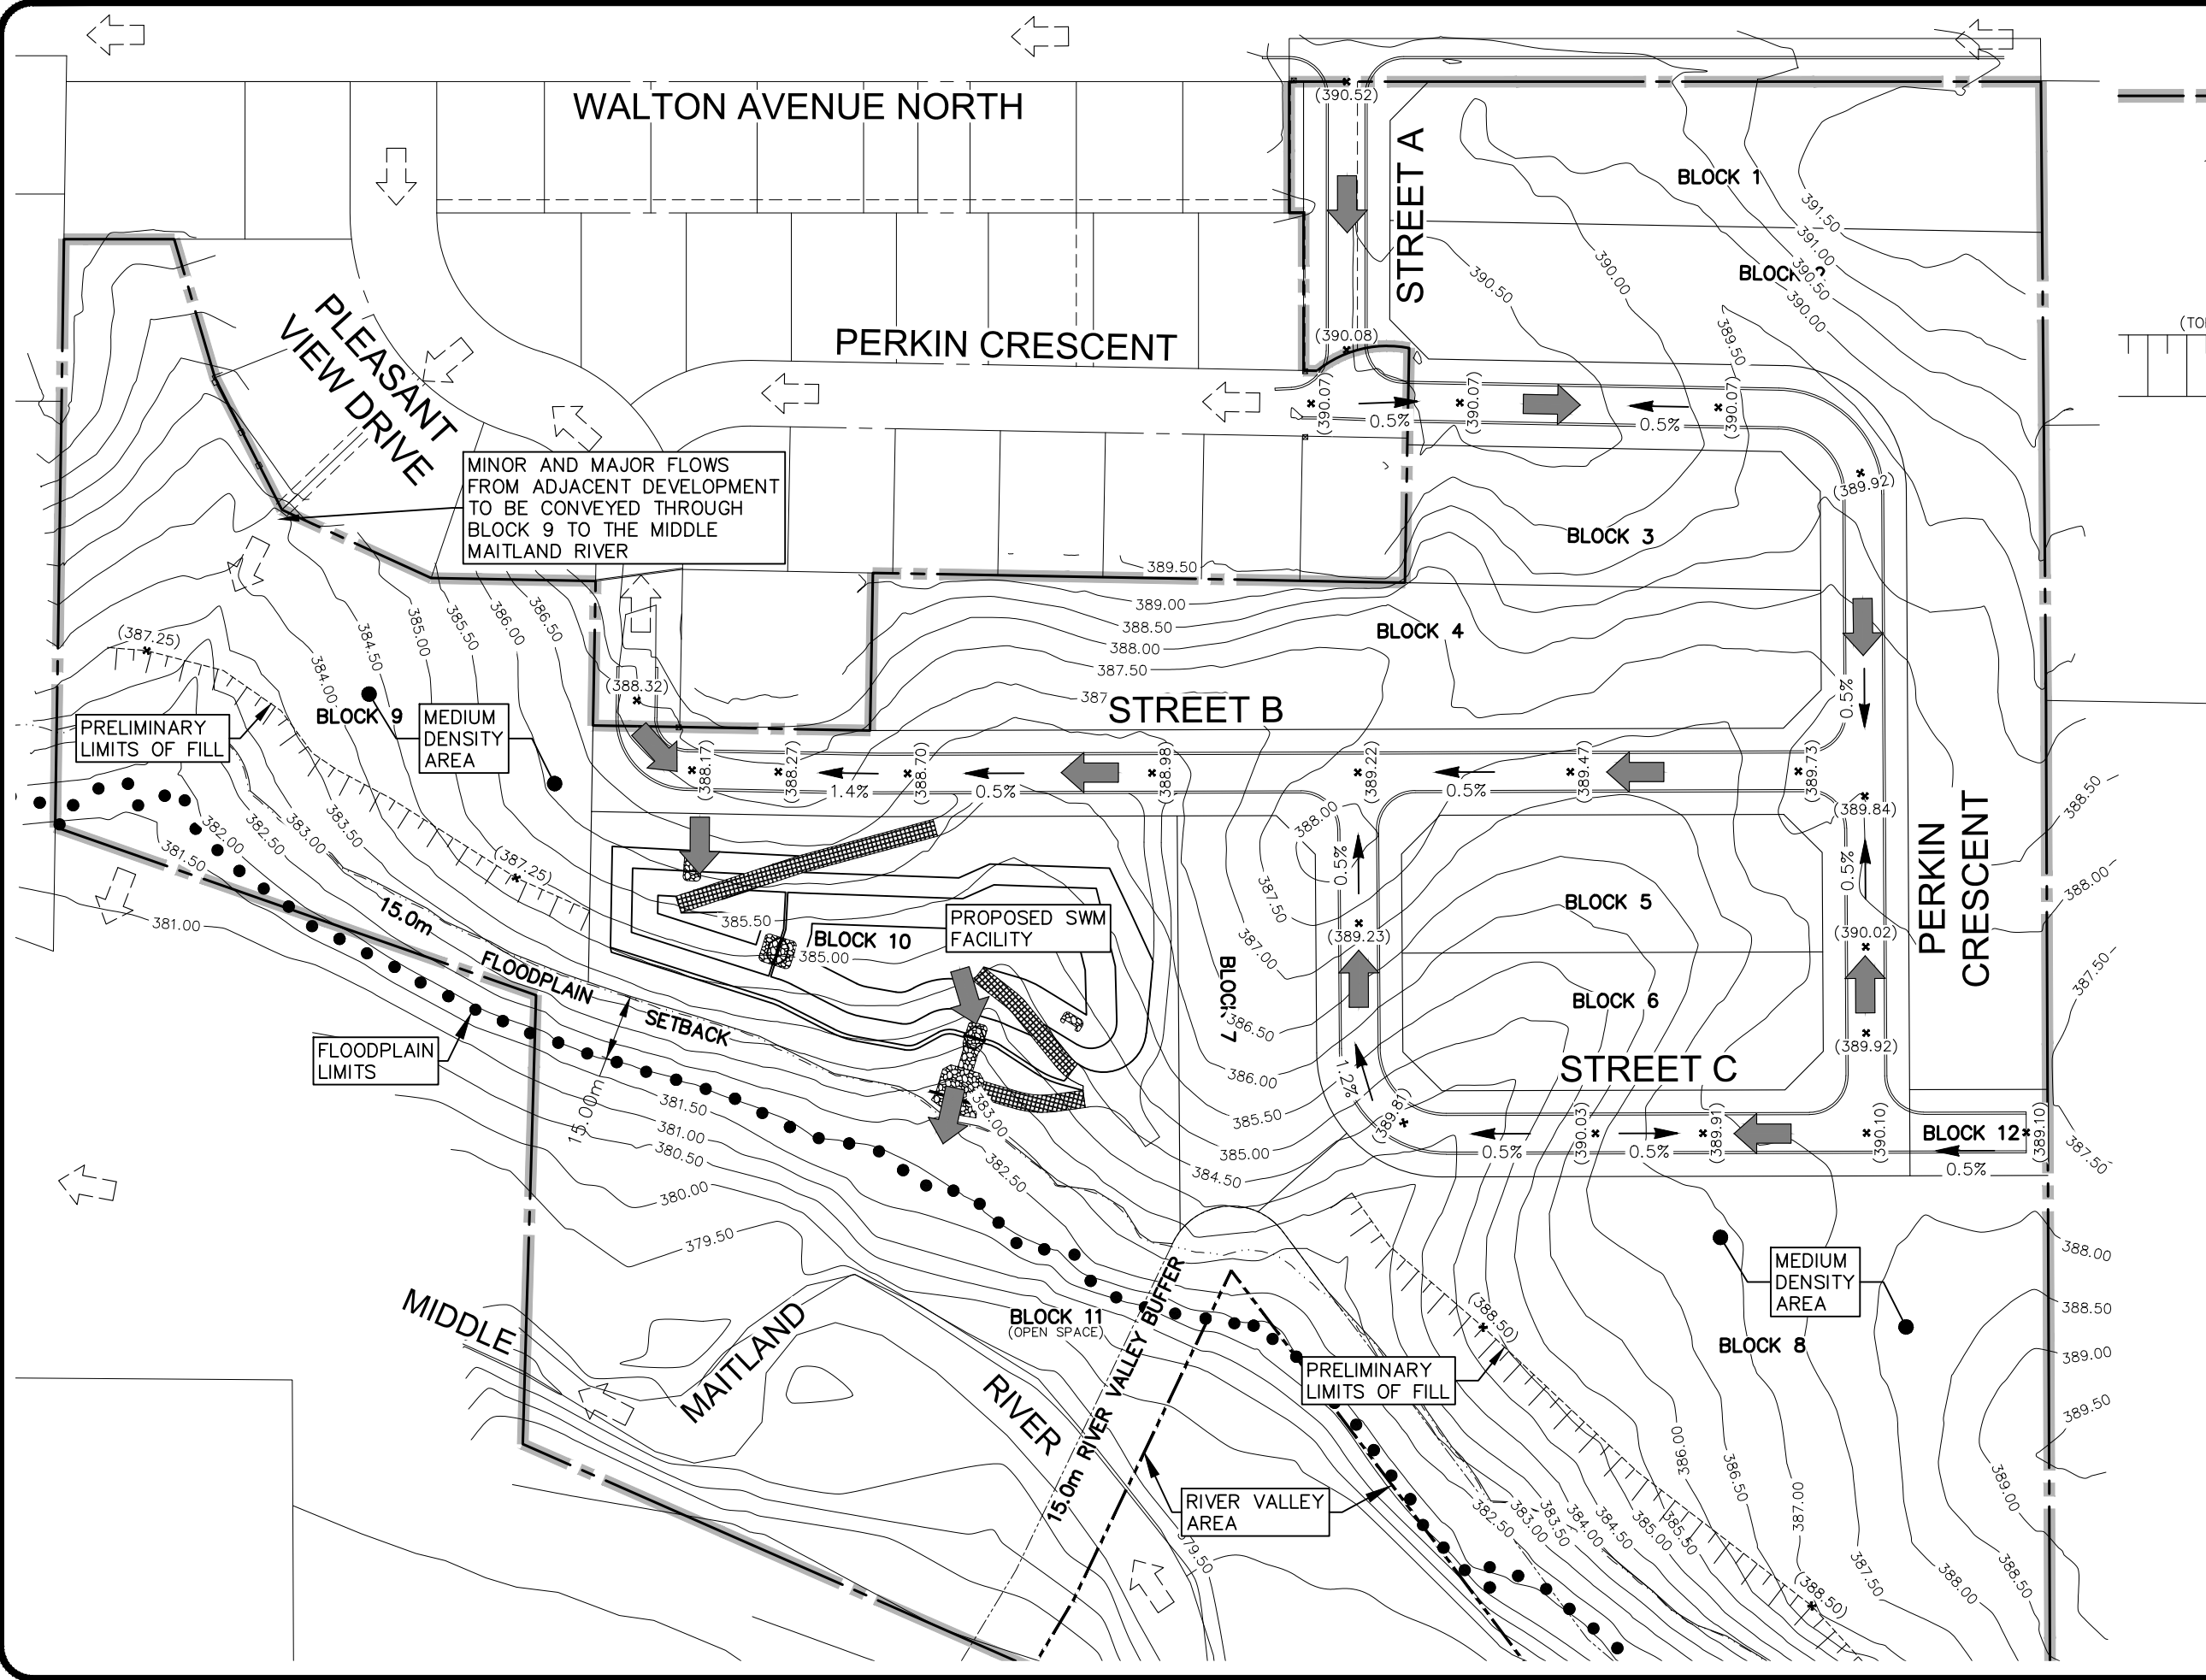 WALTON AVENUE NORTH
(390.52)
STREET A
BLOCK 1
391.50
391.00
390.50
390.00
BLOCK
390.50
390.00
389.50
(TO
PLEASANT
VIEW DRIVE
PERKIN CRESCENT
(390.08)
(390.07)
0.5%
(390.07)
0.5%
(390.07)
(389.92)
MINOR AND MAJOR FLOWS
FROM ADJACENT DEVELOPMENT
TO BE CONVEYED THROUGH
BLOCK 9 TO THE MIDDLE
MAITLAND RIVER
BLOCK 3
389.50
389.00
388.50
388.00
387.50
387
BLOCK 4
384.00
384.50
385.00
385.50
386.00
386.50
(387.25)
(388.32)
PRELIMINARY
LIMITS OF FILL
BLOCK 9
MEDIUM
DENSITY
AREA
STREET B
0.5%
(388.17)
(388.27)
1.4%
(388.70)
0.5%
(388.98)
(389.22)
0.5%
(389.47)
(389.73)
(389.84)
388.50
388.00
387.50
PERKIN
CRESCENT
381.50
382.00
382.50
383.00
383.50
(387.25)
388.00
387.50
387.00
386.50
386.00
385.50
385.00
384.50
0.5%
0.5%
BLOCK 5
(389.23)
(390.02)
381.00
15.0m
FLOODPLAIN
SETBACK
385.50
BLOCK 10
385.00
PROPOSED SWM
FACILITY
BLOCK 7
BLOCK 6
STREET C
(389.92)
FLOODPLAIN
LIMITS
15.00m
381.50
381.00
380.50
380.00
379.50
383.00
382.50
1.2%
(389.81)
0.5%
(390.03)
0.5%
(389.91)
(390.10)
BLOCK 12
(389.10)
0.5%
387.50
388.00
388.50
389.00
389.50
MIDDLE
MAITLAND
RIVER
BLOCK 11
(OPEN SPACE)
15.0m RIVER VALLEY BUFFER
(388.50)
PRELIMINARY
LIMITS OF FILL
MEDIUM
DENSITY
AREA
BLOCK 8
RIVER VALLEY
AREA
379.50
382.50
383.00
383.50
384.00
384.50
385.00
385.50
386.00
386.50
387.00
387.50
388.00
388.50
389.00
(388.50)